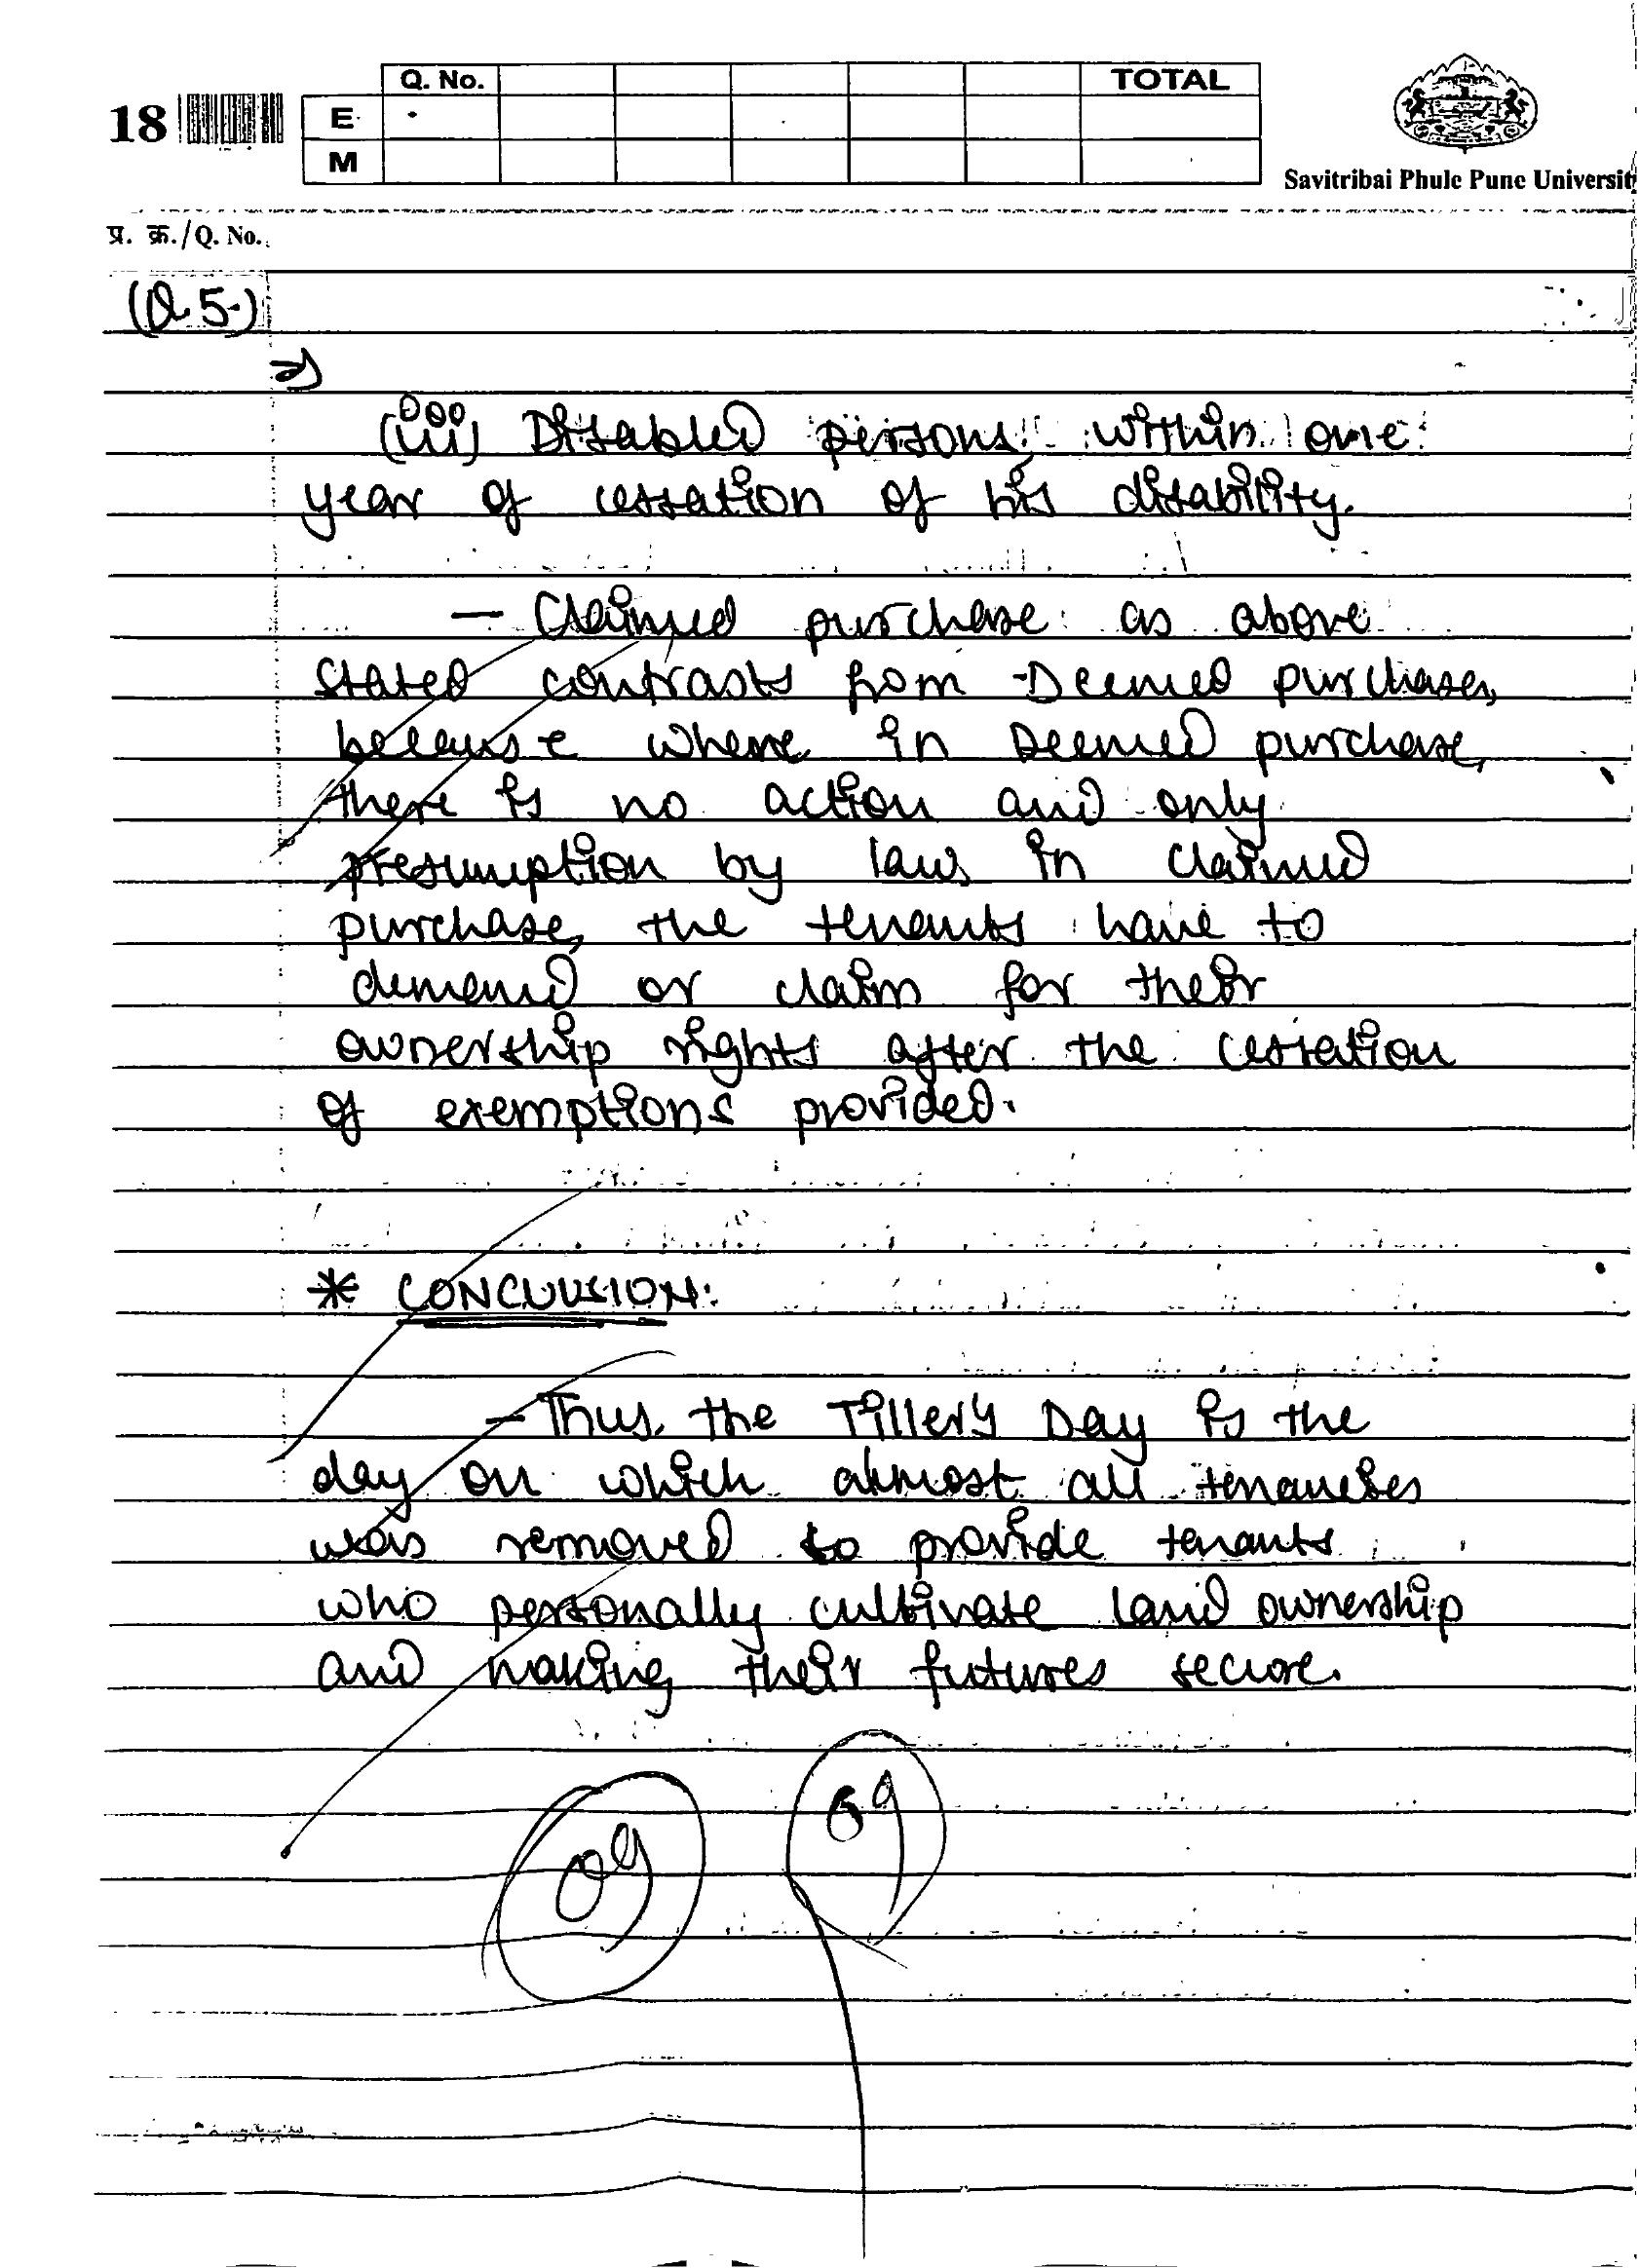 18
Q. No. TOTAL
E
M
Savitribai Phule Pune Universit
प्र. क्र./Q. No.
(Q.5.)
⇒
(iii) Disabled persons, within one
year of cessation of his disability.
- Claimed purchase as above
stated contrasts from Deemed purchase,
because where in Deemed purchase,
there is no action and only
presumption by law, in claimed
purchase, the tenants have to
demand or claim for their
ownership rights after the cessation
of exemptions provided.
* CONCLUSION:
- Thus, the Tiller's Day is the
day on which almost all tenancies
was removed to provide tenants
who personally cultivate land ownership
and making their futures secure.
09
09